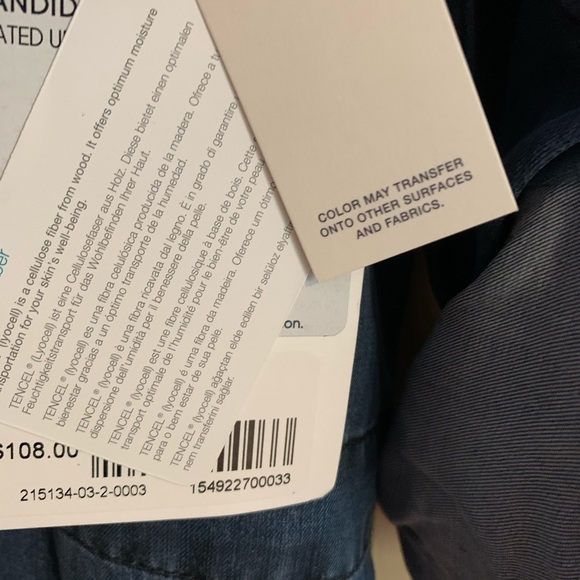 ANDID
ATED
(lyocell) is a cellulose fiber from wood. It offers optimum moisture
transportation for your skin's well-being.
TENCEL® (Lyocell) ist eine Cellulosefaser aus Holz. Diese bietet einen optimalen
Feuchtigkeitstransport für das Wohlbefinden Ihrer Haut.
TENCEL® (lyocell) es una fibra celulósica producida de la madera. Ofrece a tu
bienestar gracias a un óptimo transporte de la humedad.
TENCEL® (lyocell) è una fibra ricavata dal legno. È in grado di garantire
dispersione dell'umidità per il benessere della pelle.
TENCEL® (lyocell) est une fibre cellulosique à base de bois. Cette
transport optimale de l'humidité pour le bien-être de votre peau
TENCEL® (lyocell) é uma fibra da madeira. Oferece um ótimo
para o bem estar de sua pele.
TENCEL® (lyocell) ağaçtan elde edilen bir selüloz elyaf
nem transferini sağlar.
COLOR MAY TRANSFER
ONTO OTHER SURFACES
AND FABRICS.
on.
$108.00
215134-03-2-0003
154922700033